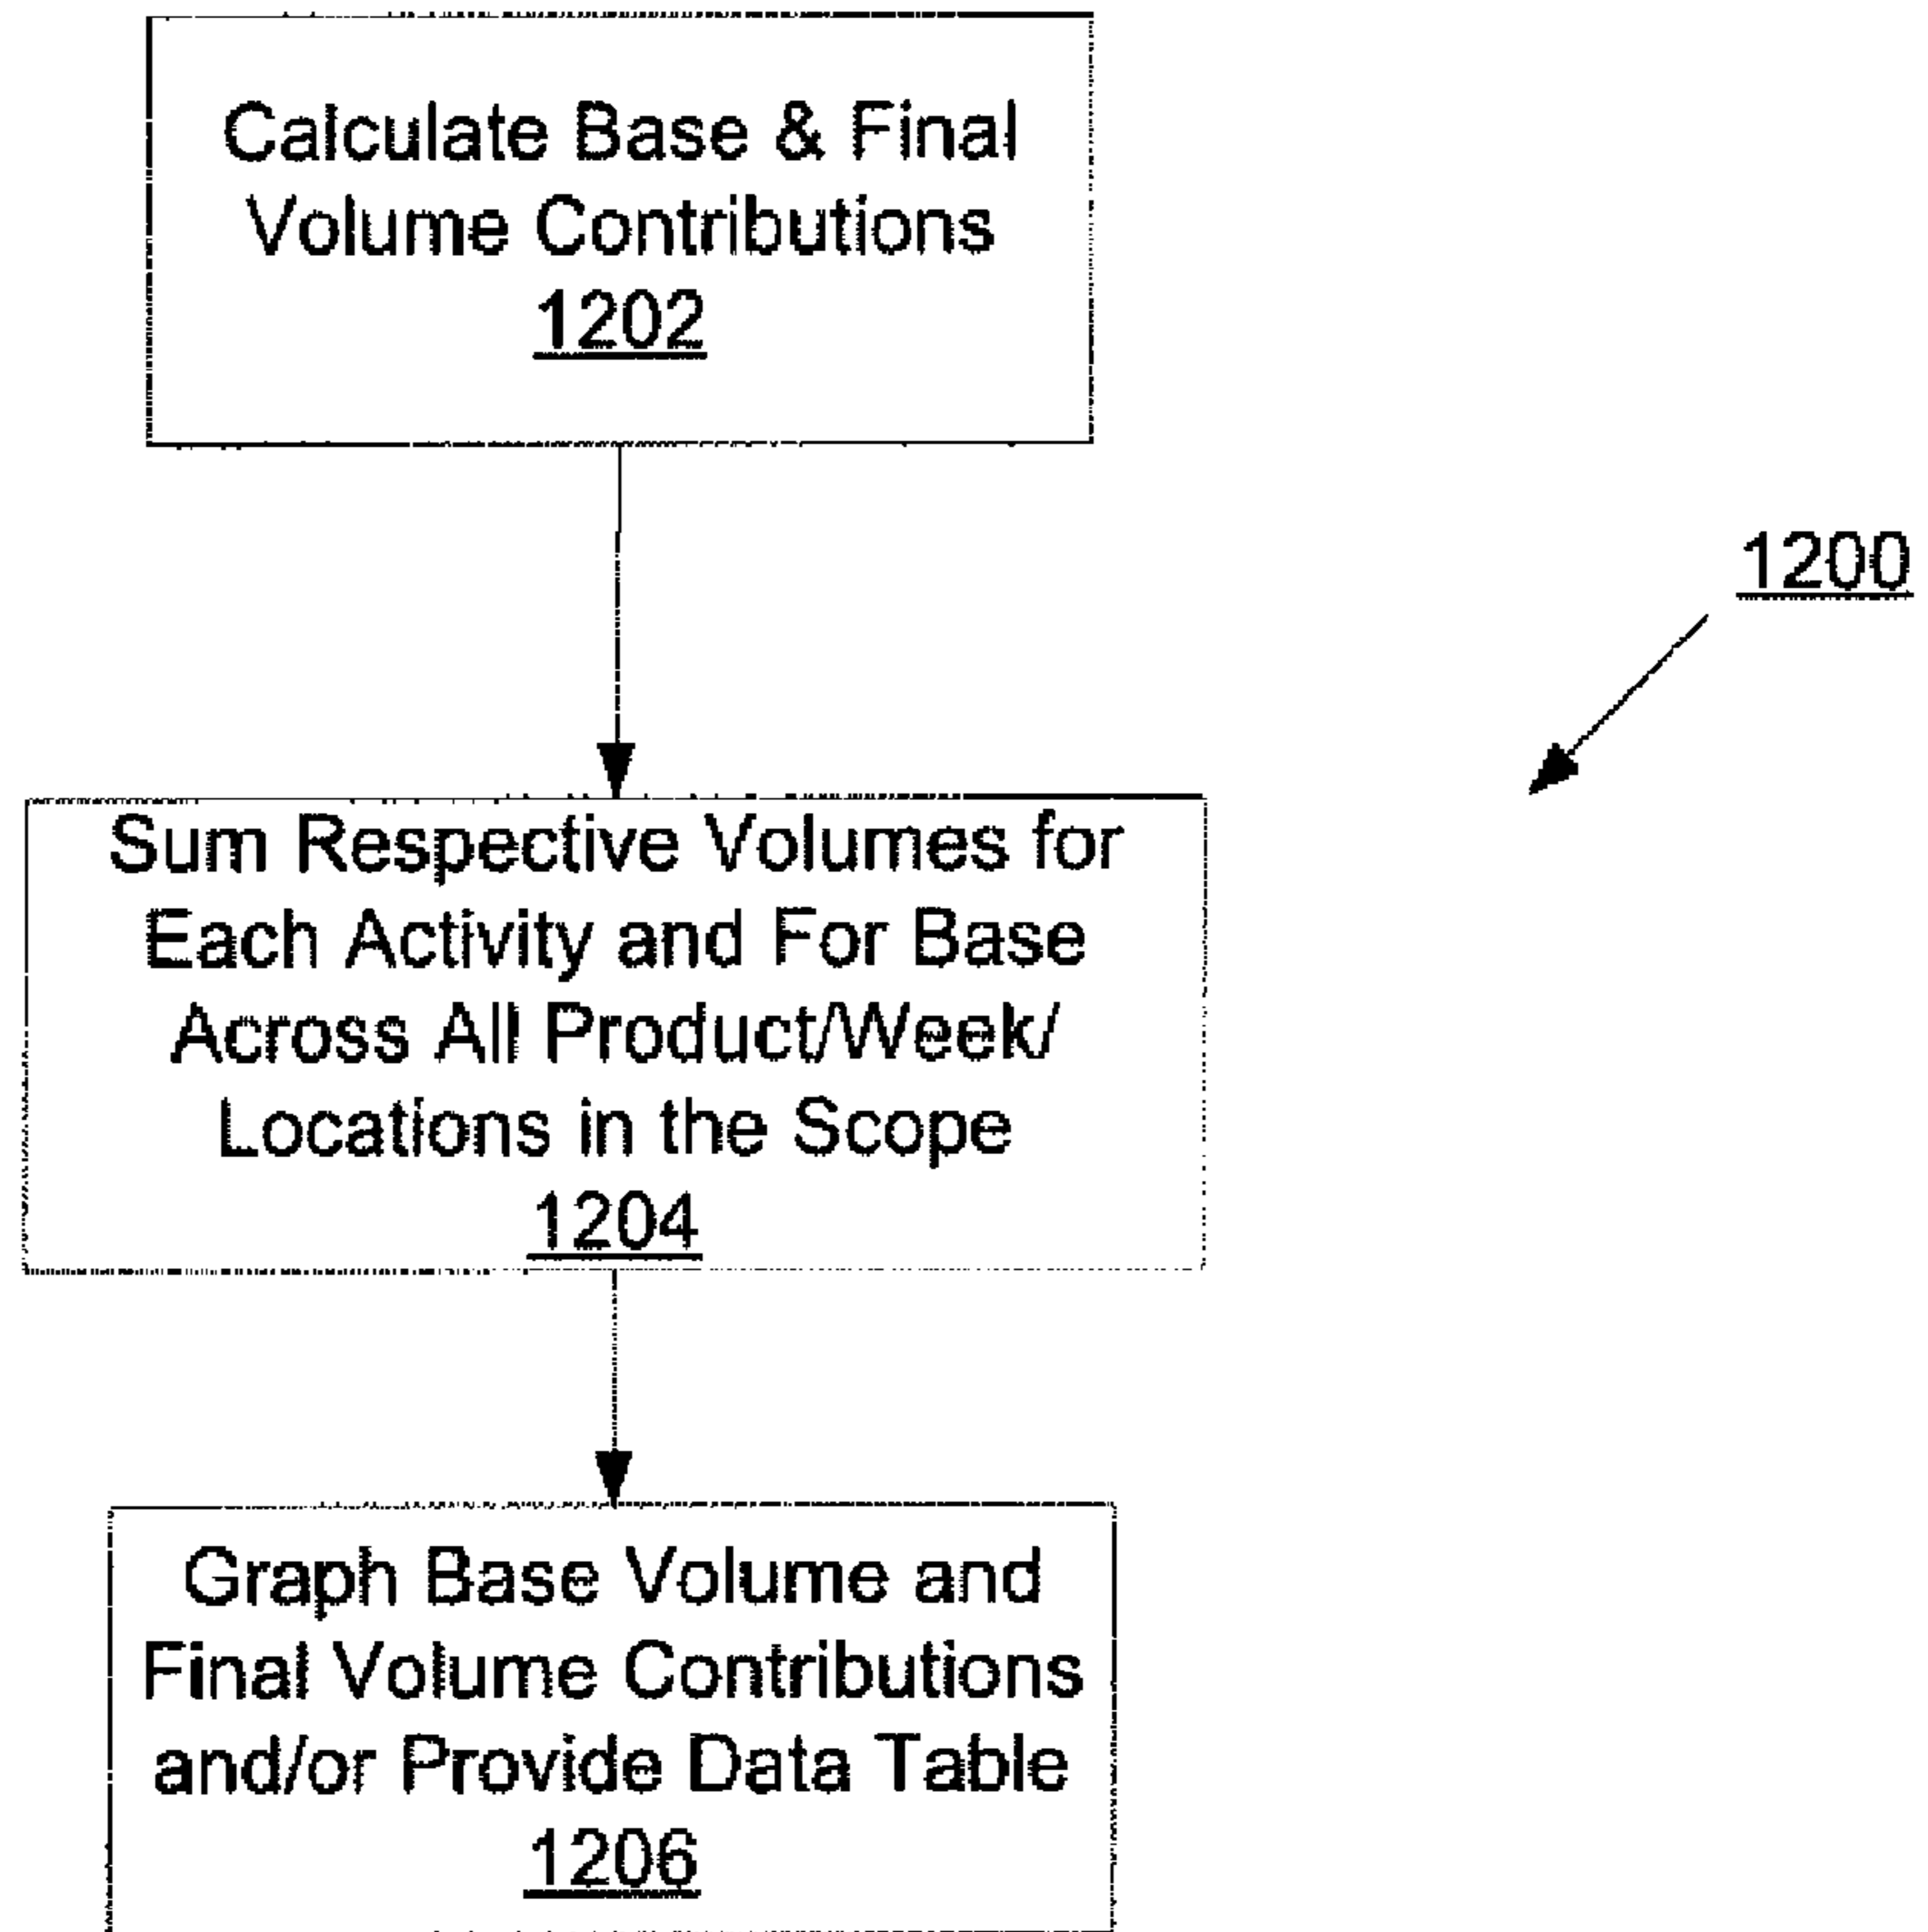 Calculate Base & Final
Volume Contributions
1202
1200
Sum Respective Volumes for
Each Activity and For Base
Across All Product/Week/
Locations in the Scope
1204
Graph Base Volume and
Final Volume Contributions
and/or Provide Data Table
1206